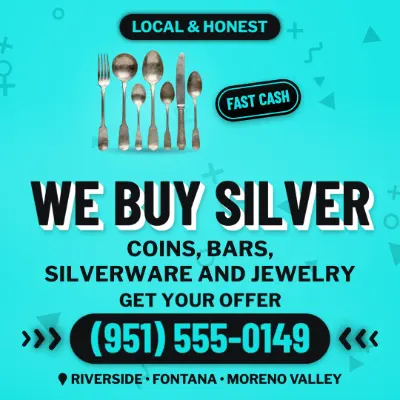 LOCAL & HONEST
FAST CASH
WE BUY SILVER
COINS, BARS,
SILVERWARE AND JEWELRY
GET YOUR OFFER
(951) 555-0149
RIVERSIDE • FONTANA • MORENO VALLEY